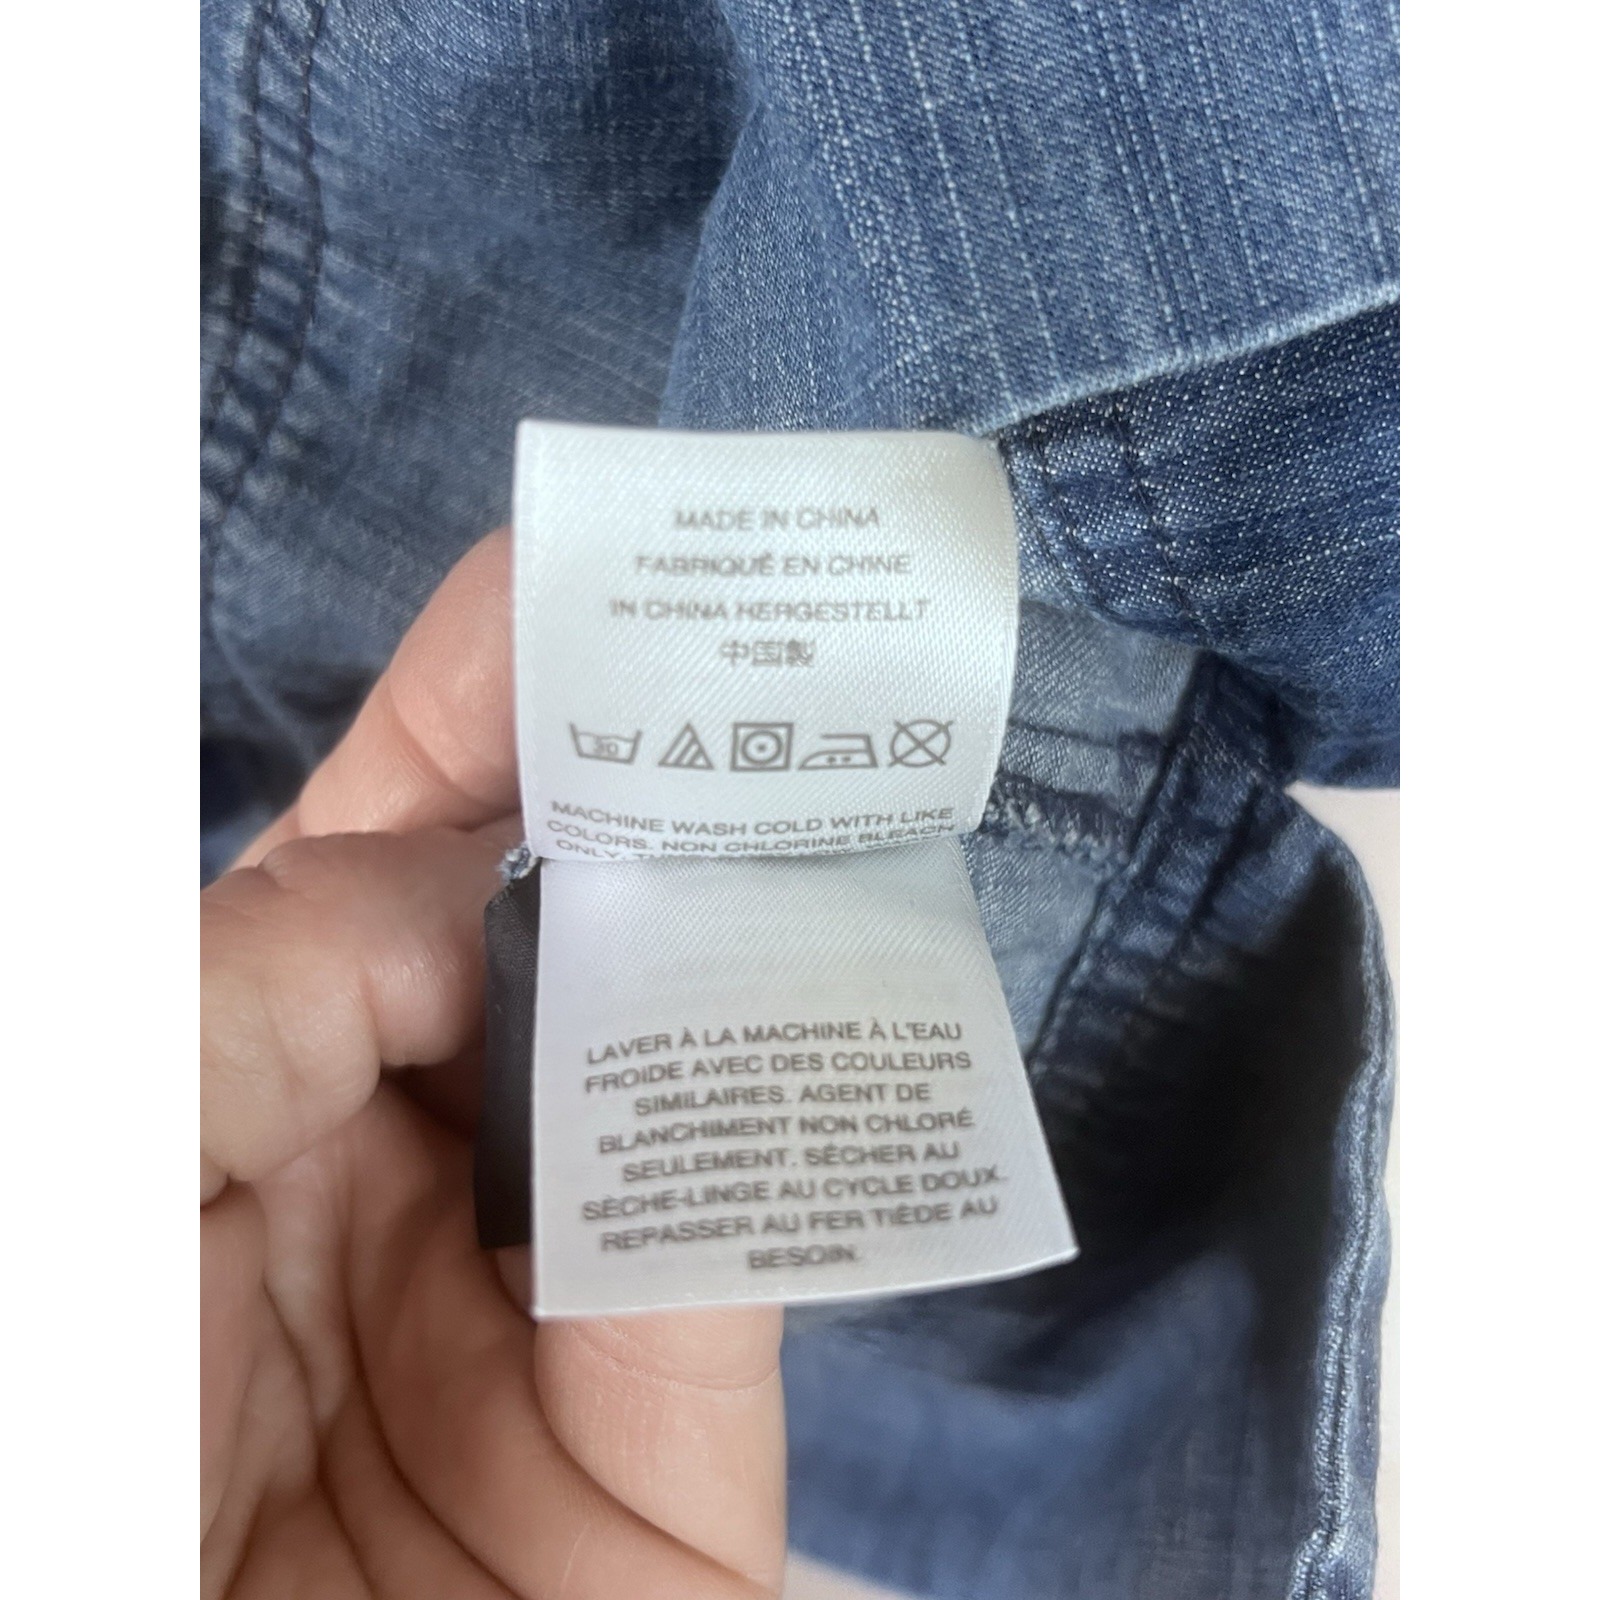 MADE IN CHINA
FABRIQUÉ EN CHINE
IN CHINA HERGESTELLT
中国製
30
MACHINE WASH COLD WITH LIKE
COLORS. NON CHLORINE BLEACH
ONLY.
LAVER À LA MACHINE À L'EAU
FROIDE AVEC DES COULEURS
SIMILAIRES. AGENT DE
BLANCHIMENT NON CHLORÉ
SEULEMENT. SÉCHER AU
SÈCHE-LINGE AU CYCLE DOUX.
REPASSER AU FER TIÈDE AU
BESOIN.